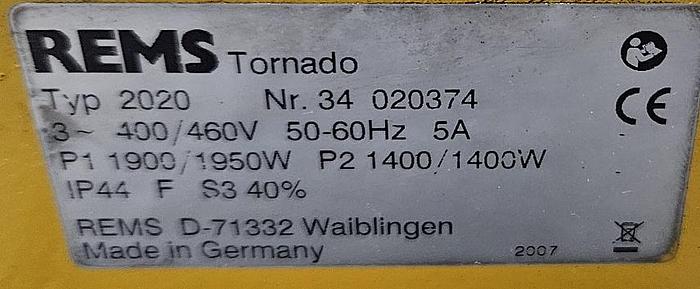 REMS Tornado
Typ 2020 Nr. 34 020374
3~ 400/460V 50-60Hz 5A
P1 1900/1950W P2 1400/1400W
IP44 F S3 40%
REMS D-71332 Waiblingen
Made in Germany 2007
CE